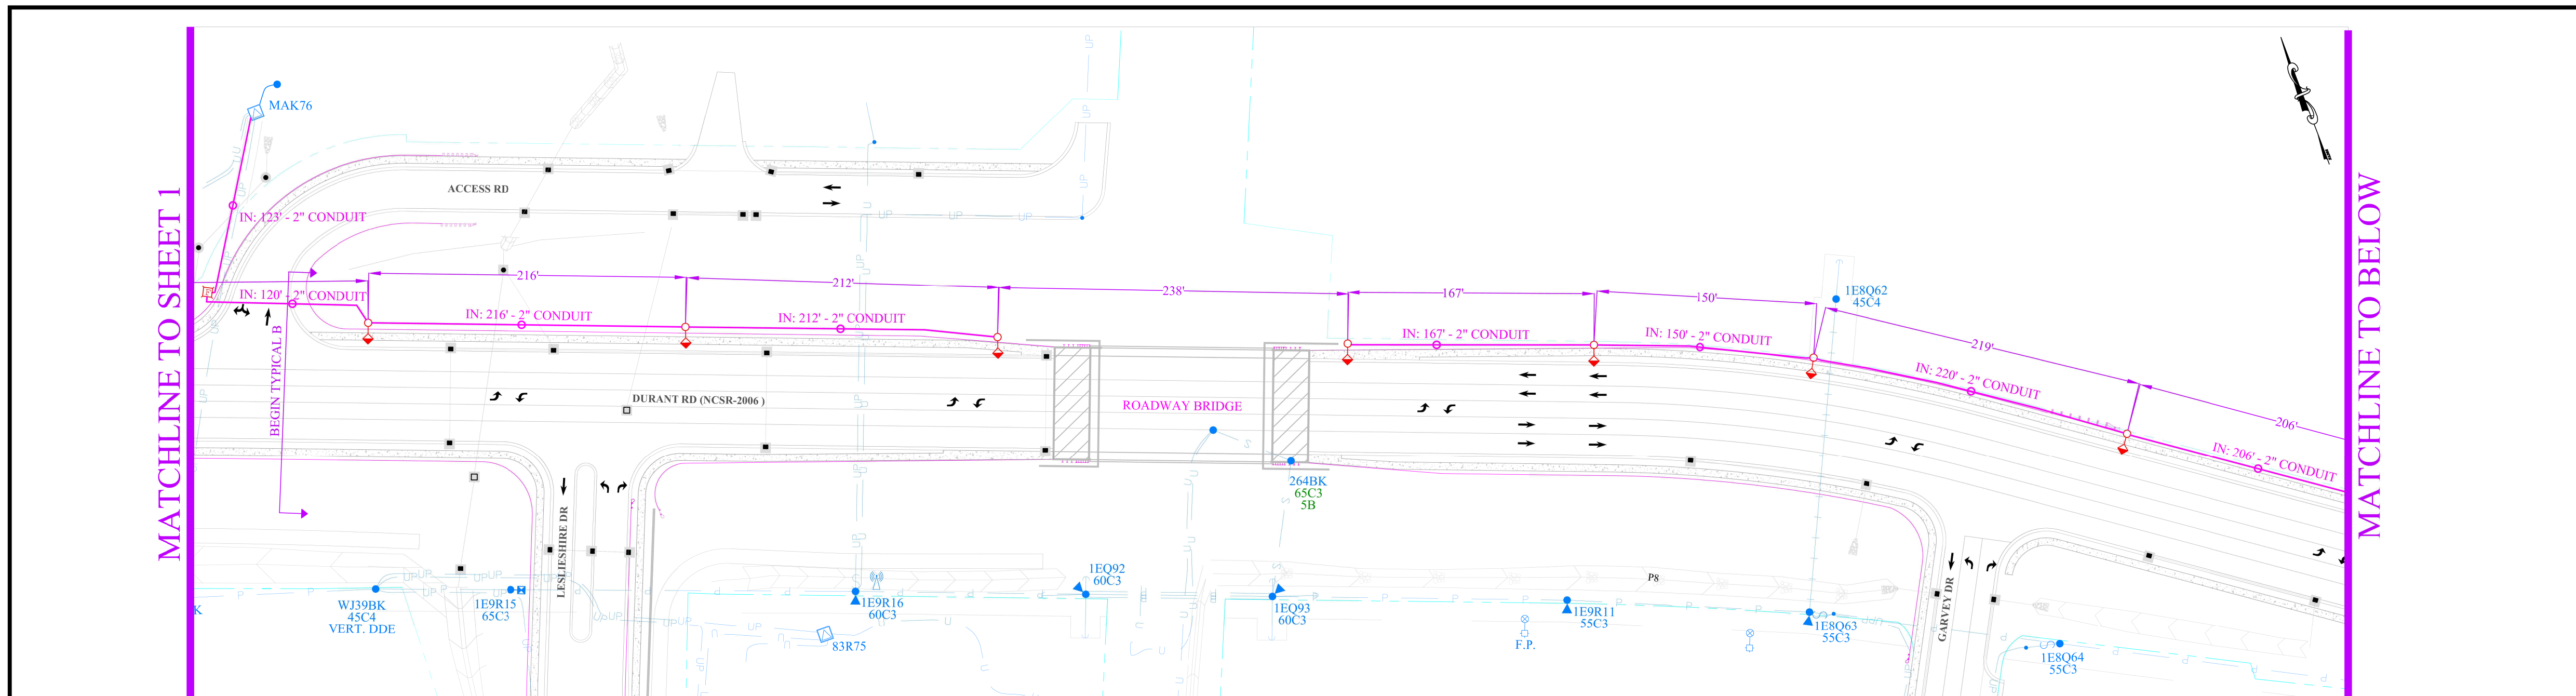 MATCHLINE TO SHEET 1
MATCHLINE TO BELOW
MAK76
ACCESS RD
IN: 123' - 2" CONDUIT
IN: 120' - 2" CONDUIT
BEGIN TYPICAL B
216'
212'
238'
167'
150'
219'
206'
IN: 216' - 2" CONDUIT
IN: 212' - 2" CONDUIT
IN: 167' - 2" CONDUIT
IN: 150' - 2" CONDUIT
IN: 220' - 2" CONDUIT
IN: 206' - 2" CONDUIT
1E8Q62
45C4
DURANT RD (NCSR-2006 )
ROADWAY BRIDGE
264BK
65C3
5B
LESLIESHIRE DR
GARVEY DR
K
WJ39BK
45C4
VERT. DDE
1E9R15
65C3
1E9R16
60C3
83R75
1EQ92
60C3
1EQ93
60C3
F.P.
1E9R11
55C3
P8
1E8Q63
55C3
1E8Q64
55C3